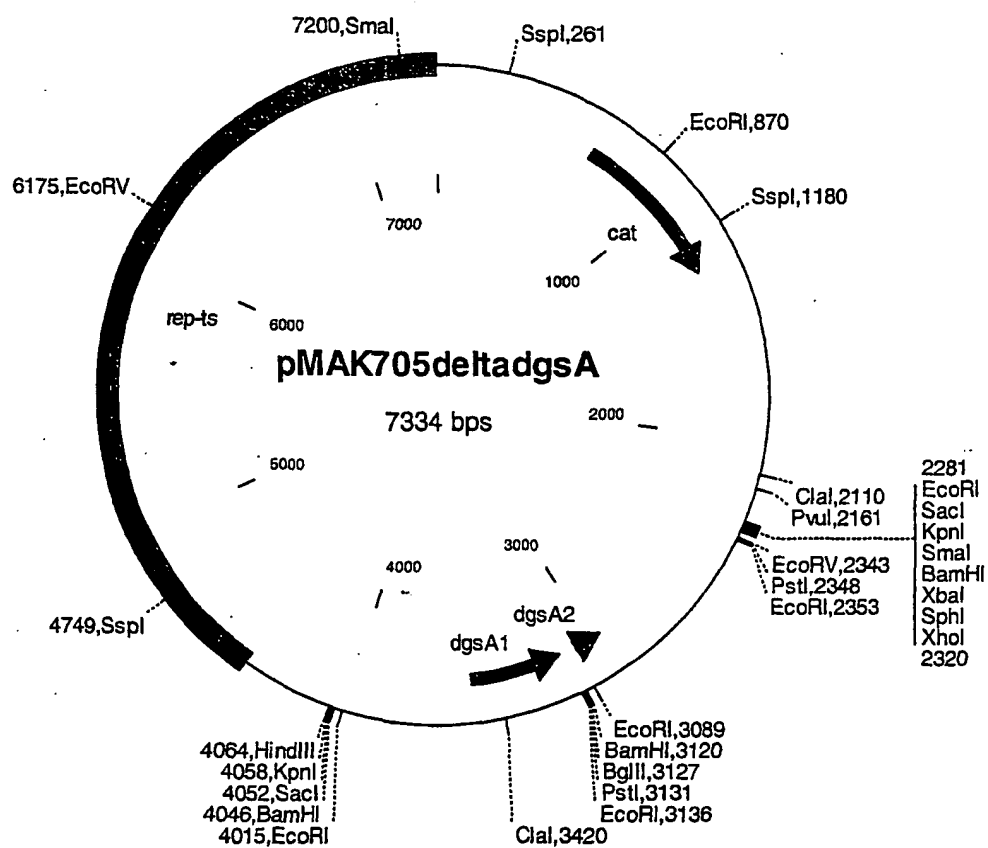 7200,SmaI
SspI,261
EcoRI,870
6175,EcoRV
SspI,1180
7000
cat
1000
rep-ts
6000
pMAK705deltadgsA
7334 bps
2000
5000
2281
EcoRI
SacI
KpnI
SmaI
BamHI
XbaI
SphI
XhoI
2320
ClaI,2110
PvuI,2161
EcoRV,2343
PstI,2348
EcoRI,2353
3000
4000
dgsA2
dgsA1
4749,SspI
EcoRI,3089
BamHI,3120
BglII,3127
PstI,3131
EcoRI,3136
4064,HindIII
4058,KpnI
4052,SacI
4046,BamHI
4015,EcoRI
ClaI,3420